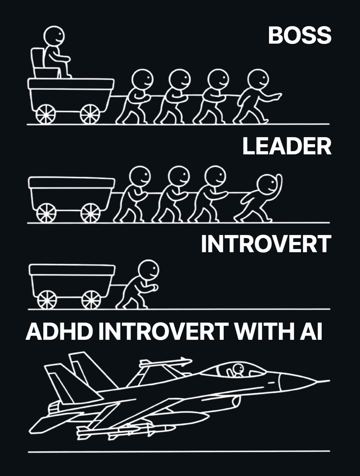 BOSS
LEADER
INTROVERT
ADHD INTROVERT WITH AI